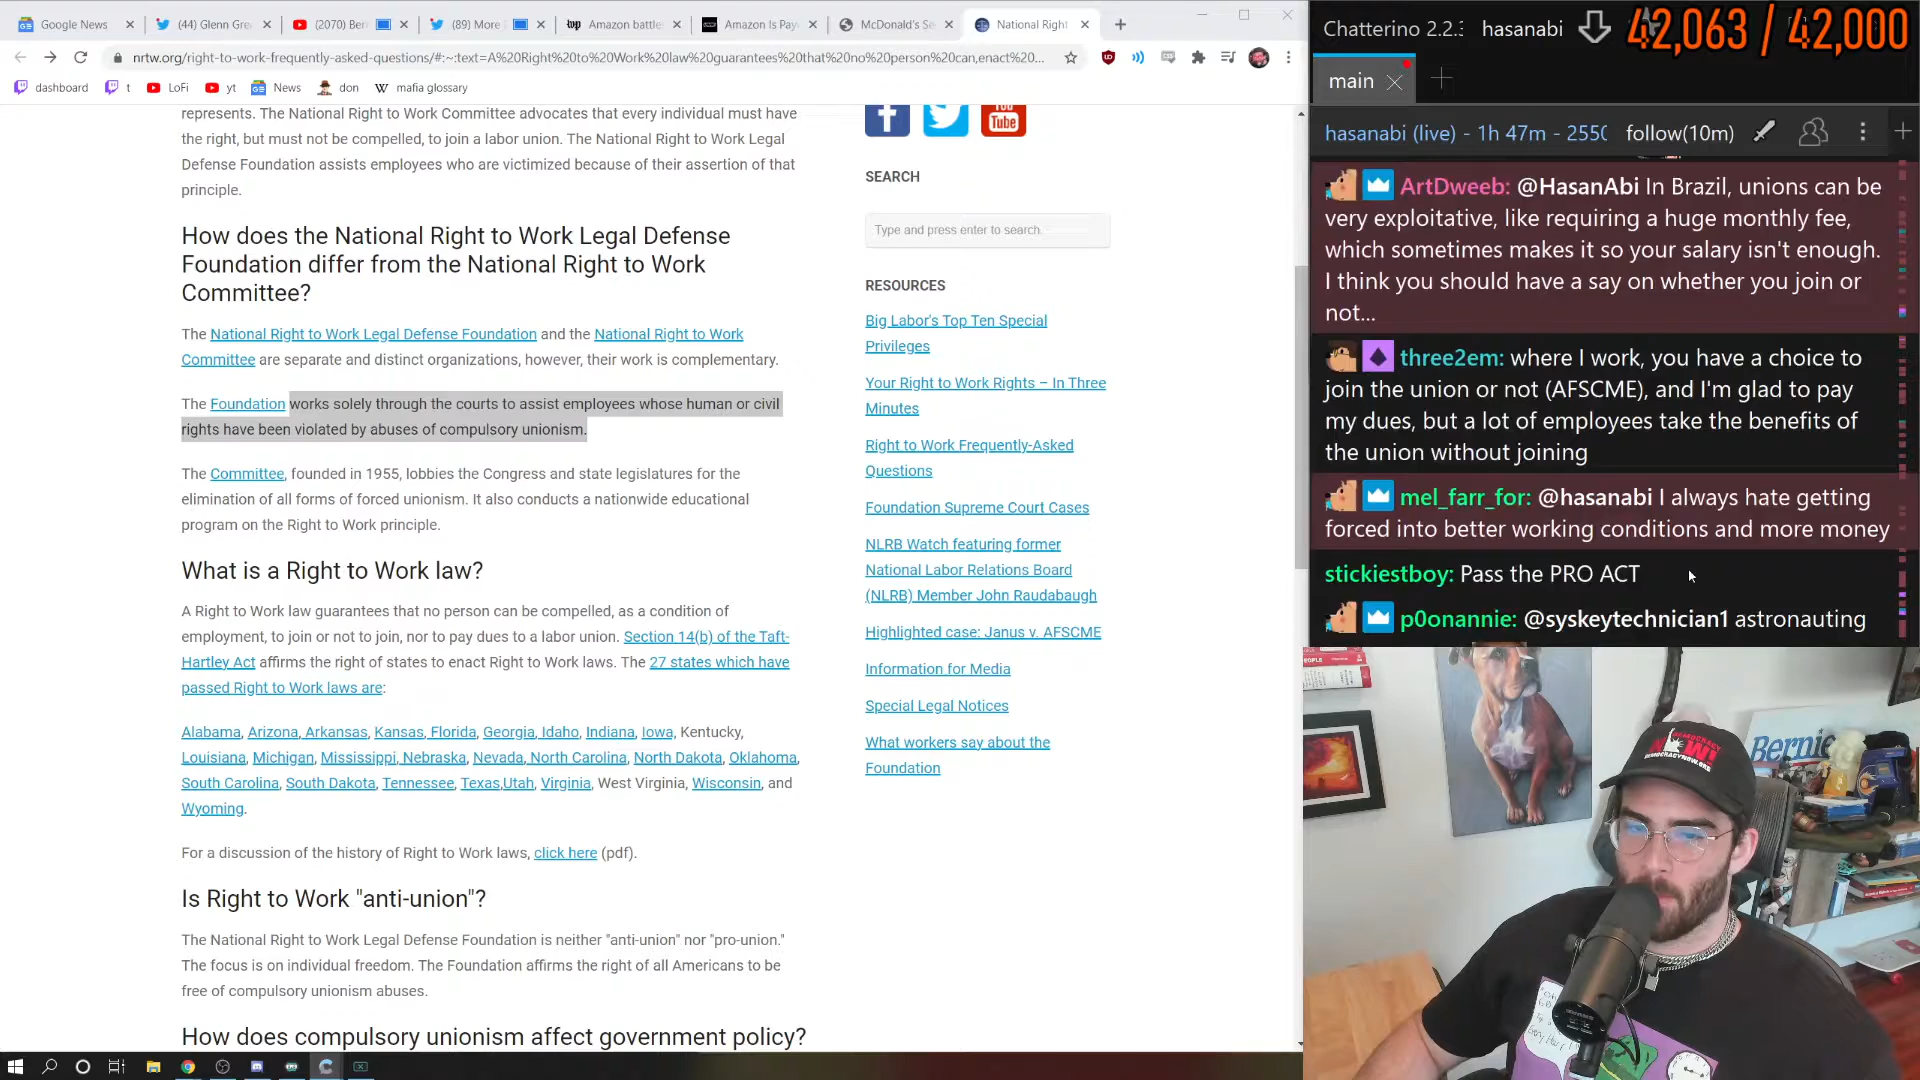 Google News
(44) Glenn Gre
(2070) Ber
(89) More
Amazon battle
Amazon Is Pay
McDonald's Se
National Right
nrtw.org/right-to-work-frequently-asked-questions/#:~:text=A%20Right%20to%20Work%20law%20guarantees%20that%20no%20person%20can,enact%20...
dashboard
t
LoFi
yt
News
don
mafia glossary
represents. The National Right to Work Committee advocates that every individual must have
the right, but must not be compelled, to join a labor union. The National Right to Work Legal
Defense Foundation assists employees who are victimized because of their assertion of that
principle.
How does the National Right to Work Legal Defense
Foundation differ from the National Right to Work
Committee?
The National Right to Work Legal Defense Foundation and the National Right to Work
Committee are separate and distinct organizations, however, their work is complementary.
The Foundation works solely through the courts to assist employees whose human or civil
rights have been violated by abuses of compulsory unionism.
The Committee, founded in 1955, lobbies the Congress and state legislatures for the
elimination of all forms of forced unionism. It also conducts a nationwide educational
program on the Right to Work principle.
What is a Right to Work law?
A Right to Work law guarantees that no person can be compelled, as a condition of
employment, to join or not to join, nor to pay dues to a labor union. Section 14(b) of the Taft-
Hartley Act affirms the right of states to enact Right to Work laws. The 27 states which have
passed Right to Work laws are:
Alabama, Arizona, Arkansas, Kansas, Florida, Georgia, Idaho, Indiana, Iowa, Kentucky,
Louisiana, Michigan, Mississippi, Nebraska, Nevada, North Carolina, North Dakota, Oklahoma,
South Carolina, South Dakota, Tennessee, Texas,Utah, Virginia, West Virginia, Wisconsin, and
Wyoming.
For a discussion of the history of Right to Work laws, click here (pdf).
Is Right to Work "anti-union"?
The National Right to Work Legal Defense Foundation is neither "anti-union" nor "pro-union."
The focus is on individual freedom. The Foundation affirms the right of all Americans to be
free of compulsory unionism abuses.
How does compulsory unionism affect government policy?
You
Tube
SEARCH
Type and press enter to search.
RESOURCES
Big Labor's Top Ten Special
Privileges
Your Right to Work Rights – In Three
Minutes
Right to Work Frequently-Asked
Questions
Foundation Supreme Court Cases
NLRB Watch featuring former
National Labor Relations Board
(NLRB) Member John Raudabaugh
Highlighted case: Janus v. AFSCME
Information for Media
Special Legal Notices
What workers say about the
Foundation
Chatterino 2.2.
hasanabi
42,063 / 42,000
main
hasanabi (live) - 1h 47m - 2550
follow(10m)
ArtDweeb: @HasanAbi In Brazil, unions can be
very exploitative, like requiring a huge monthly fee,
which sometimes makes it so your salary isn't enough.
I think you should have a say on whether you join or
not...
three2em: where I work, you have a choice to
join the union or not (AFSCME), and I'm glad to pay
my dues, but a lot of employees take the benefits of
the union without joining
mel_farr_for: @hasanabi I always hate getting
forced into better working conditions and more money
stickiestboy: Pass the PRO ACT
p0onannie: @syskeytechnician1 astronauting
Bernie
DEMOCRACY
NOW!
DEMOCRACYNOW.ORG